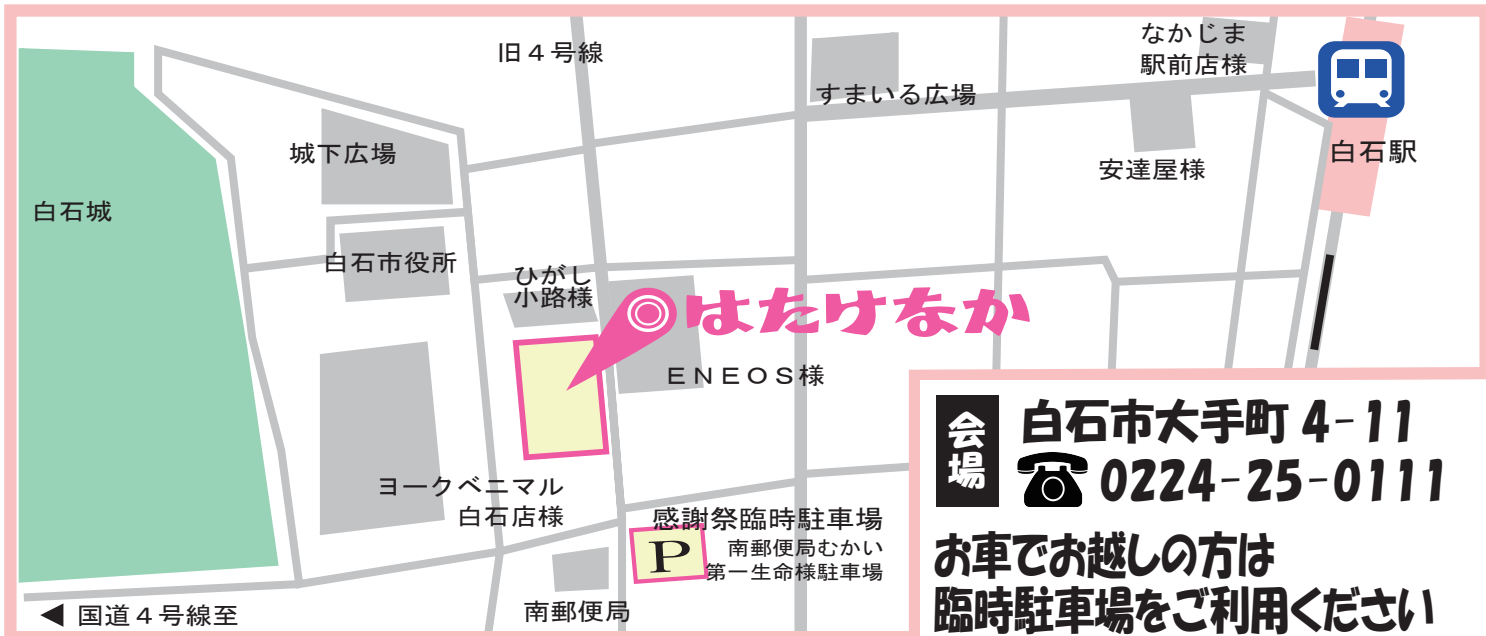 旧４号線
なかじま
駅前店様
すまいる広場
城下広場
安達屋様
白石駅
白石城
白石市役所
ひがし
小路様
はたけなか
ＥＮＥＯＳ様
ヨークベニマル
白石店様
感謝祭臨時駐車場
P
南郵便局むかい
第一生命様駐車場
南郵便局
◀ 国道４号線至
会場
白石市大手町 4-11
0224-25-0111
お車でお越しの方は
臨時駐車場をご利用ください